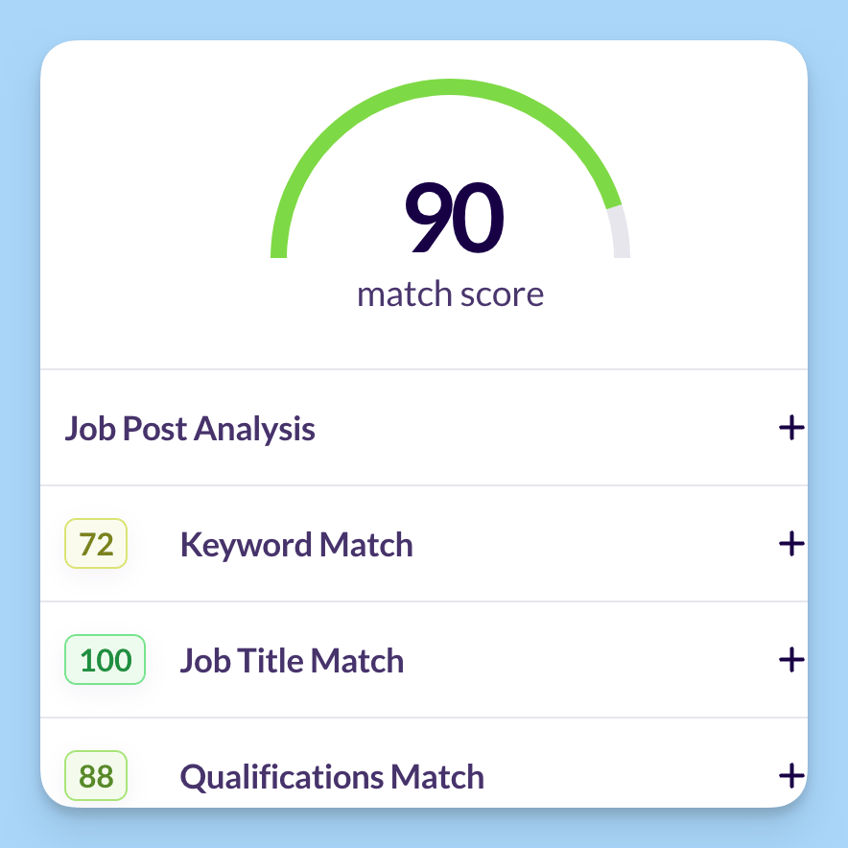 90
match score
Job Post Analysis +
72 Keyword Match +
100 Job Title Match +
88 Qualifications Match +